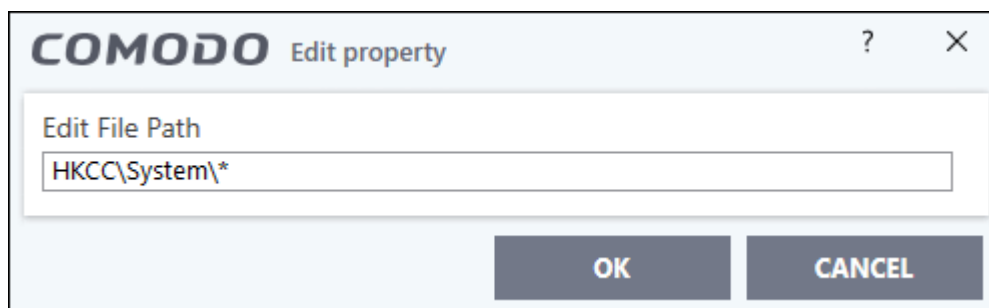 COMODO Edit property ?
Edit File Path
HKCC\System\*
OK CANCEL